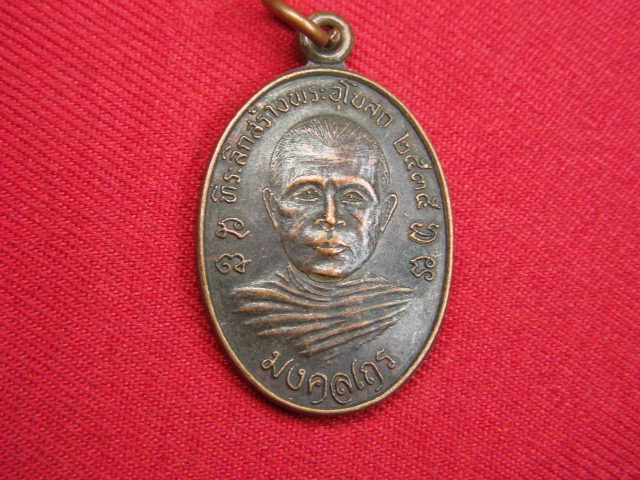 ที่ระลึกสร้างพระอุโบสถ ๒๕๓๕
มงคลเถร